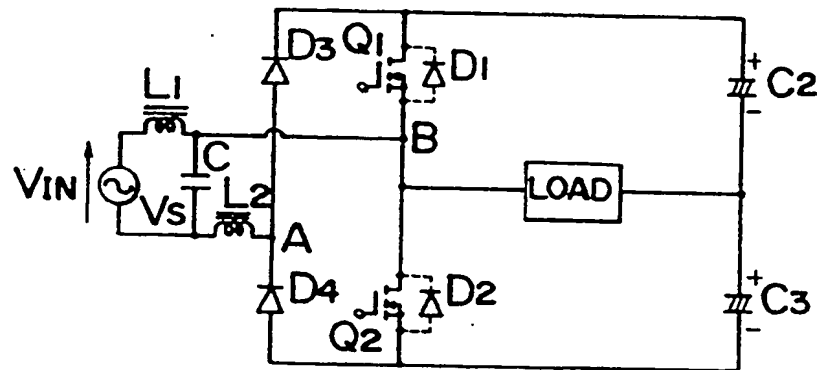 D3
Q1
D1
C2
L1
B
C
VIN
VS
L2
A
LOAD
D4
D2
Q2
C3
+
-
+
-